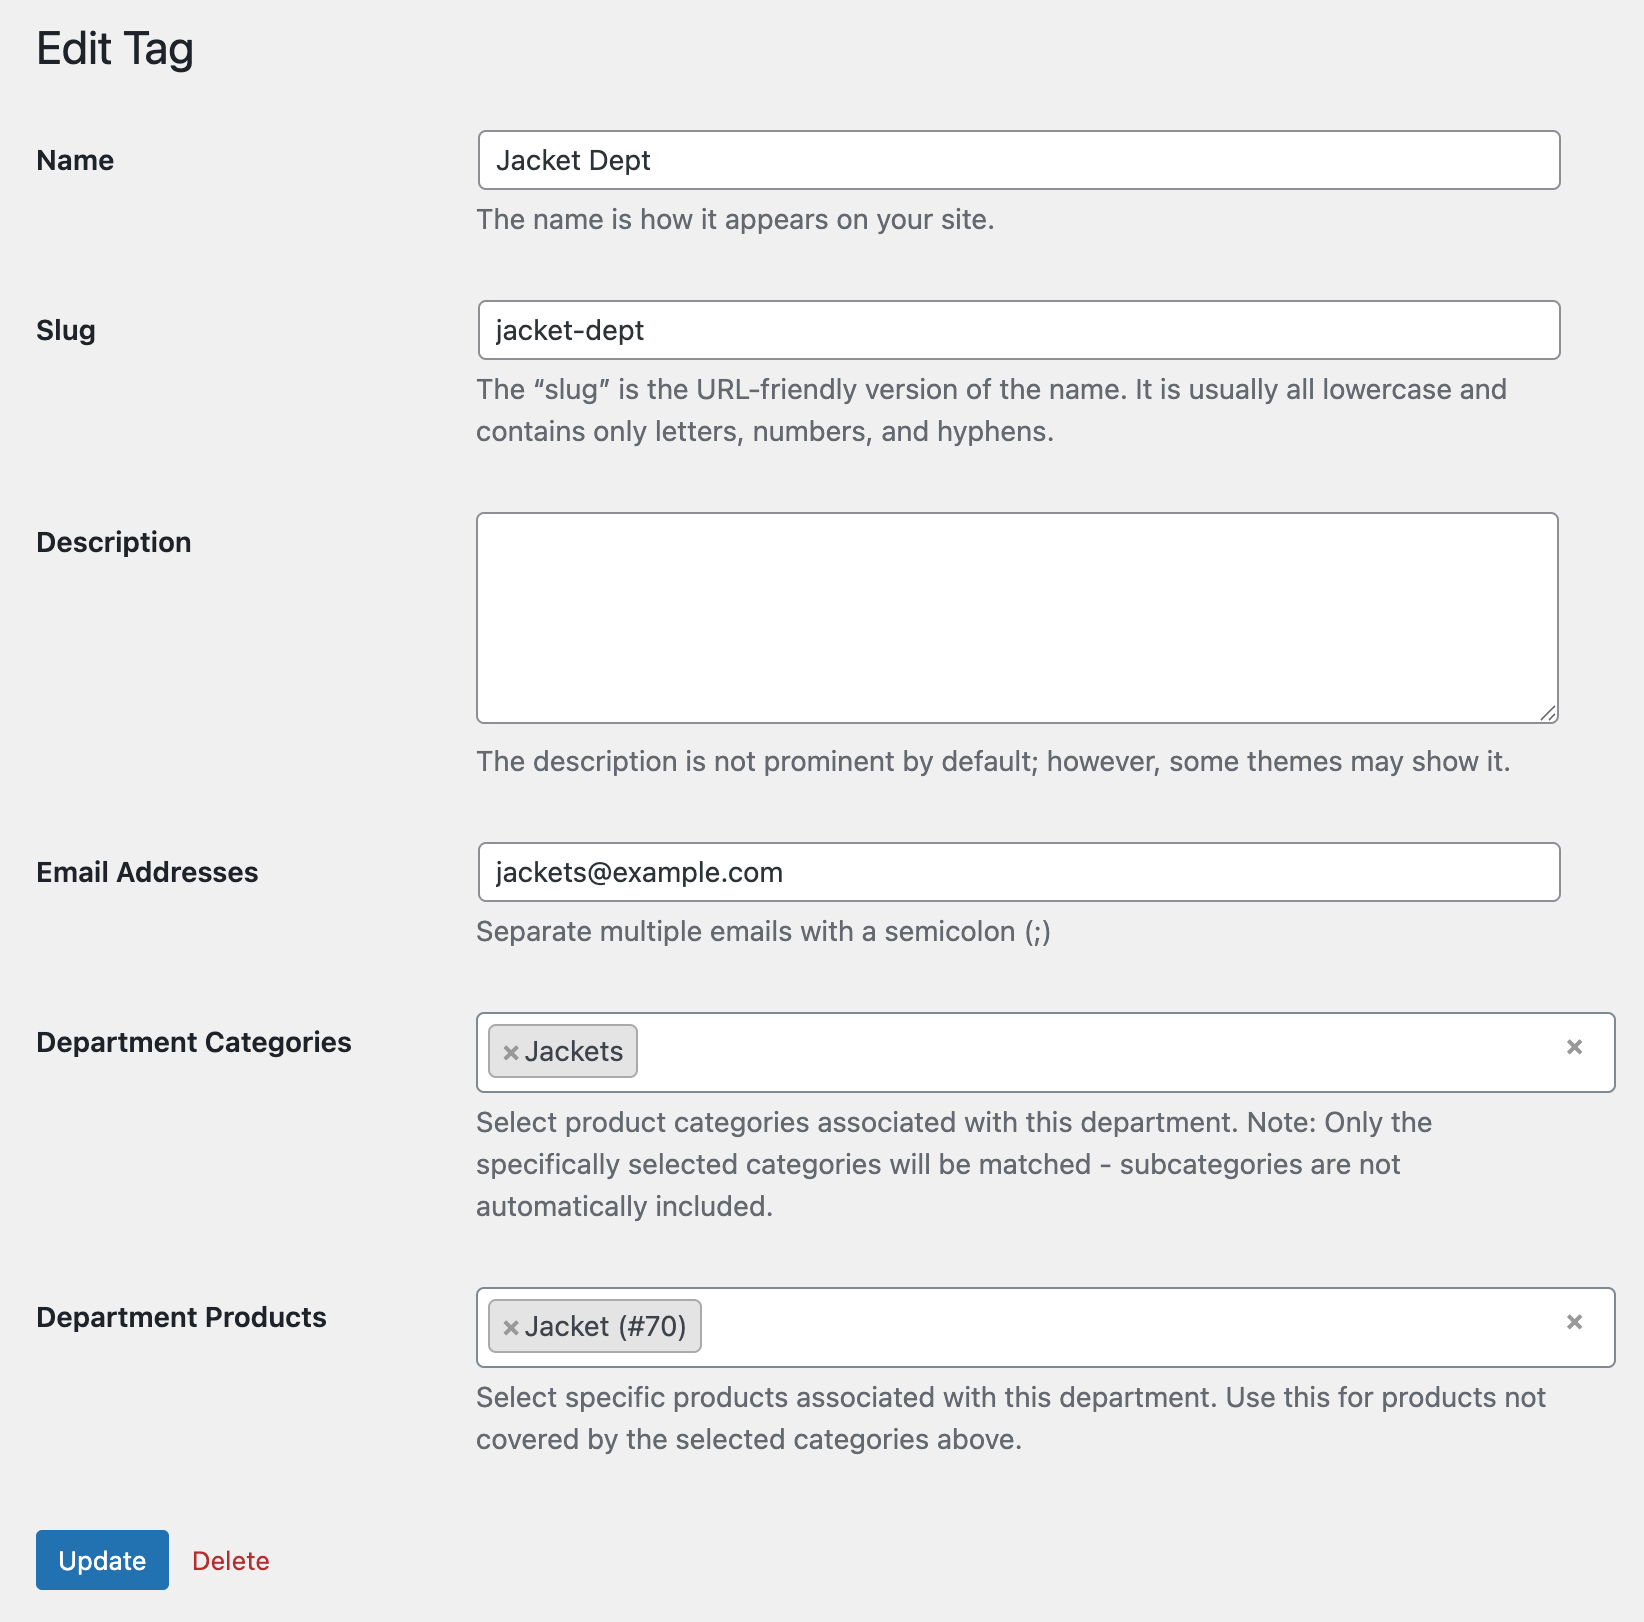 Edit Tag
Name
Jacket Dept
The name is how it appears on your site.
Slug
jacket-dept
The “slug” is the URL-friendly version of the name. It is usually all lowercase and
contains only letters, numbers, and hyphens.
Description
The description is not prominent by default; however, some themes may show it.
Email Addresses
jackets@example.com
Separate multiple emails with a semicolon (;)
Department Categories
× Jackets ×
Select product categories associated with this department. Note: Only the
specifically selected categories will be matched - subcategories are not
automatically included.
Department Products
× Jacket (#70) ×
Select specific products associated with this department. Use this for products not
covered by the selected categories above.
Update Delete